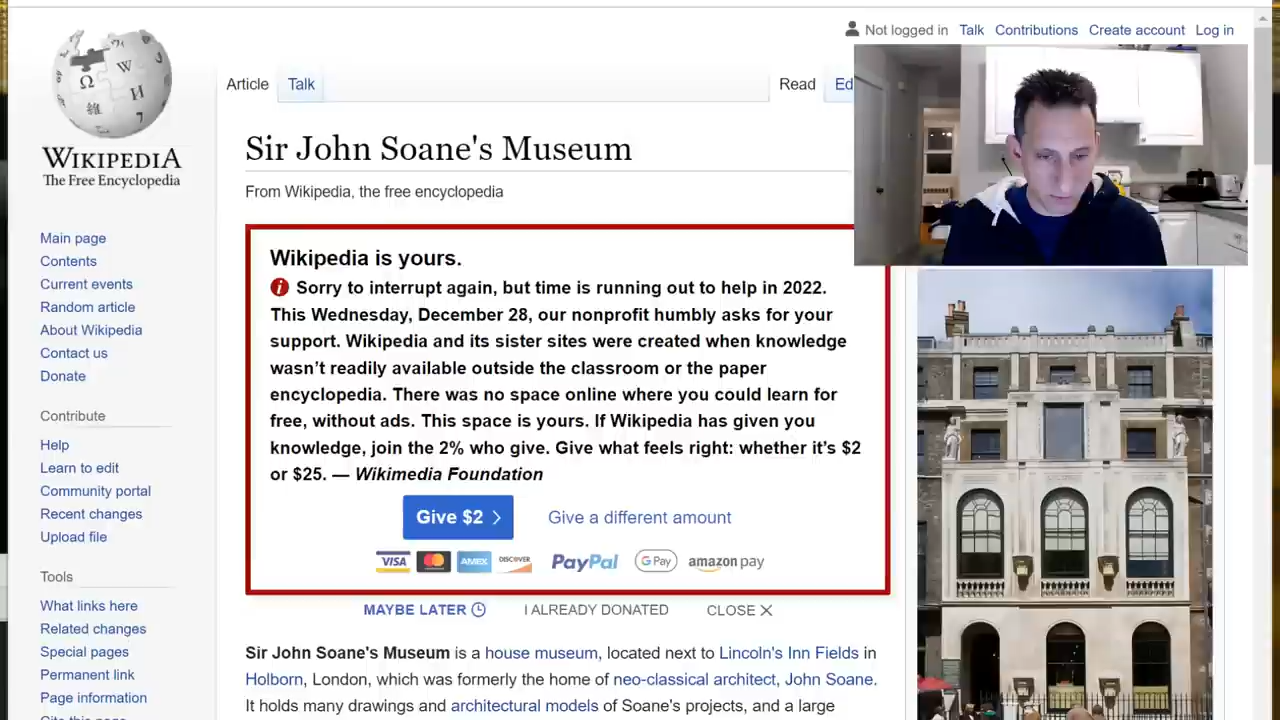 Not logged in Talk Contributions Create account Log in
Article Talk Read Ed
WIKIPEDIA
The Free Encyclopedia
Sir John Soane's Museum
From Wikipedia, the free encyclopedia
Main page
Contents
Current events
Random article
About Wikipedia
Contact us
Donate
Contribute
Help
Learn to edit
Community portal
Recent changes
Upload file
Tools
What links here
Related changes
Special pages
Permanent link
Page information
Cite this page
Wikipedia is yours.
Sorry to interrupt again, but time is running out to help in 2022.
This Wednesday, December 28, our nonprofit humbly asks for your
support. Wikipedia and its sister sites were created when knowledge
wasn't readily available outside the classroom or the paper
encyclopedia. There was no space online where you could learn for
free, without ads. This space is yours. If Wikipedia has given you
knowledge, join the 2% who give. Give what feels right: whether it's $2
or $25. — Wikimedia Foundation
Give $2 Give a different amount
VISA AMEX DISCOVER PayPal G Pay amazon pay
MAYBE LATER I ALREADY DONATED CLOSE
Sir John Soane's Museum is a house museum, located next to Lincoln's Inn Fields in
Holborn, London, which was formerly the home of neo-classical architect, John Soane.
It holds many drawings and architectural models of Soane's projects, and a large